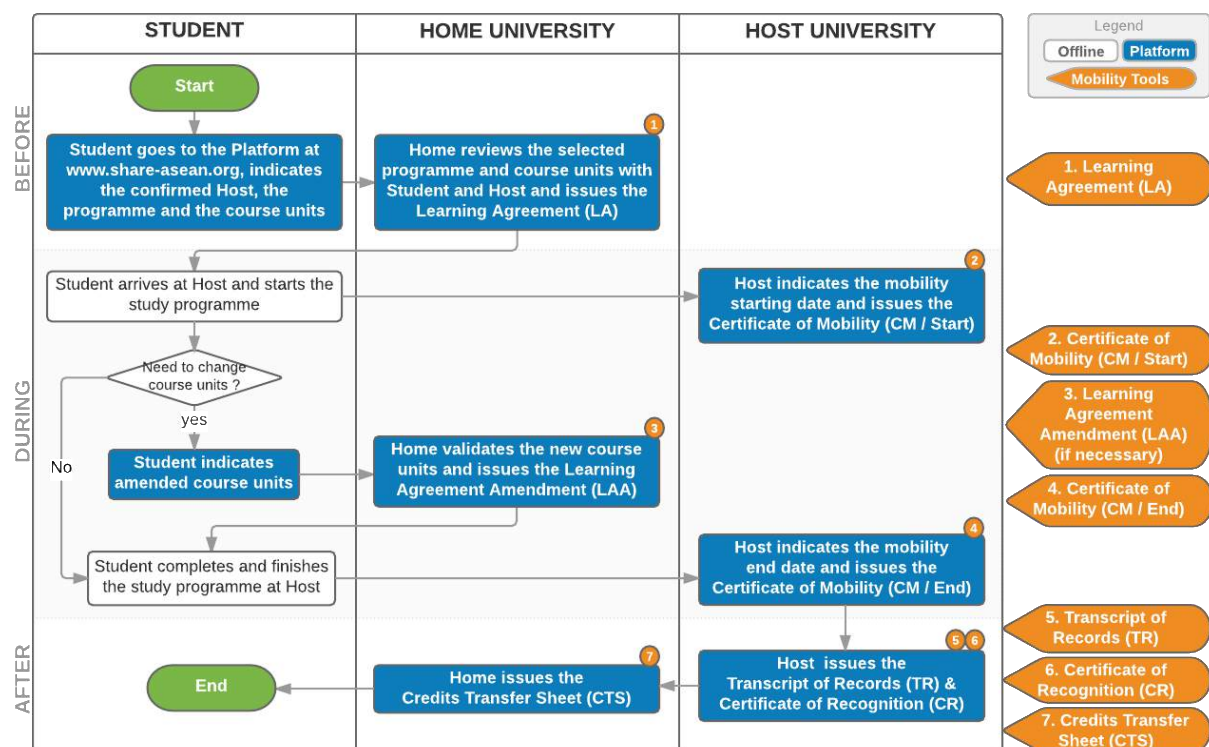 STUDENT
HOME UNIVERSITY
HOST UNIVERSITY
Legend
Offline
Platform
Mobility Tools
BEFORE
Start
Student goes to the Platform at
www.share-asean.org, indicates
the confirmed Host, the
programme and the course units
1
Home reviews the selected
programme and course units with
Student and Host and issues the
Learning Agreement (LA)
1. Learning
Agreement (LA)
DURING
Student arrives at Host and starts the
study programme
2
Host indicates the mobility
starting date and issues the
Certificate of Mobility (CM / Start)
2. Certificate of
Mobility (CM / Start)
Need to change
course units ?
yes
No
Student indicates
amended course units
3
Home validates the new course
units and issues the Learning
Agreement Amendment (LAA)
3. Learning
Agreement
Amendment (LAA)
(if necessary)
4. Certificate of
Mobility (CM / End)
Student completes and finishes
the study programme at Host
4
Host indicates the mobility
end date and issues the
Certificate of Mobility (CM / End)
AFTER
5 6
Host issues the
Transcript of Records (TR) &
Certificate of Recognition (CR)
7
Home issues the
Credits Transfer Sheet (CTS)
End
5. Transcript of
Records (TR)
6. Certificate of
Recognition (CR)
7. Credits Transfer
Sheet (CTS)